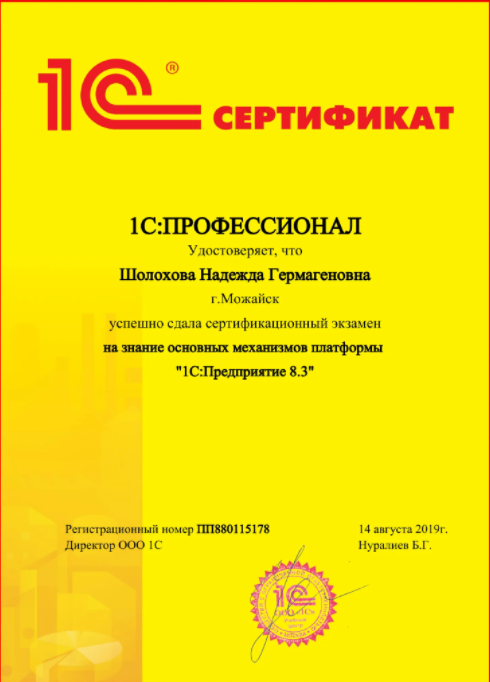 1С®
СЕРТИФИКАТ
1С:ПРОФЕССИОНАЛ
Удостоверяет, что
Шолохова Надежда Гермагеновна
г.Можайск
успешно сдала сертификационный экзамен
на знание основных механизмов платформы
"1С:Предприятие 8.3"
Регистрационный номер ПП880115178
14 августа 2019г.
Директор ООО 1С
Нуралиев Б.Г.
1С